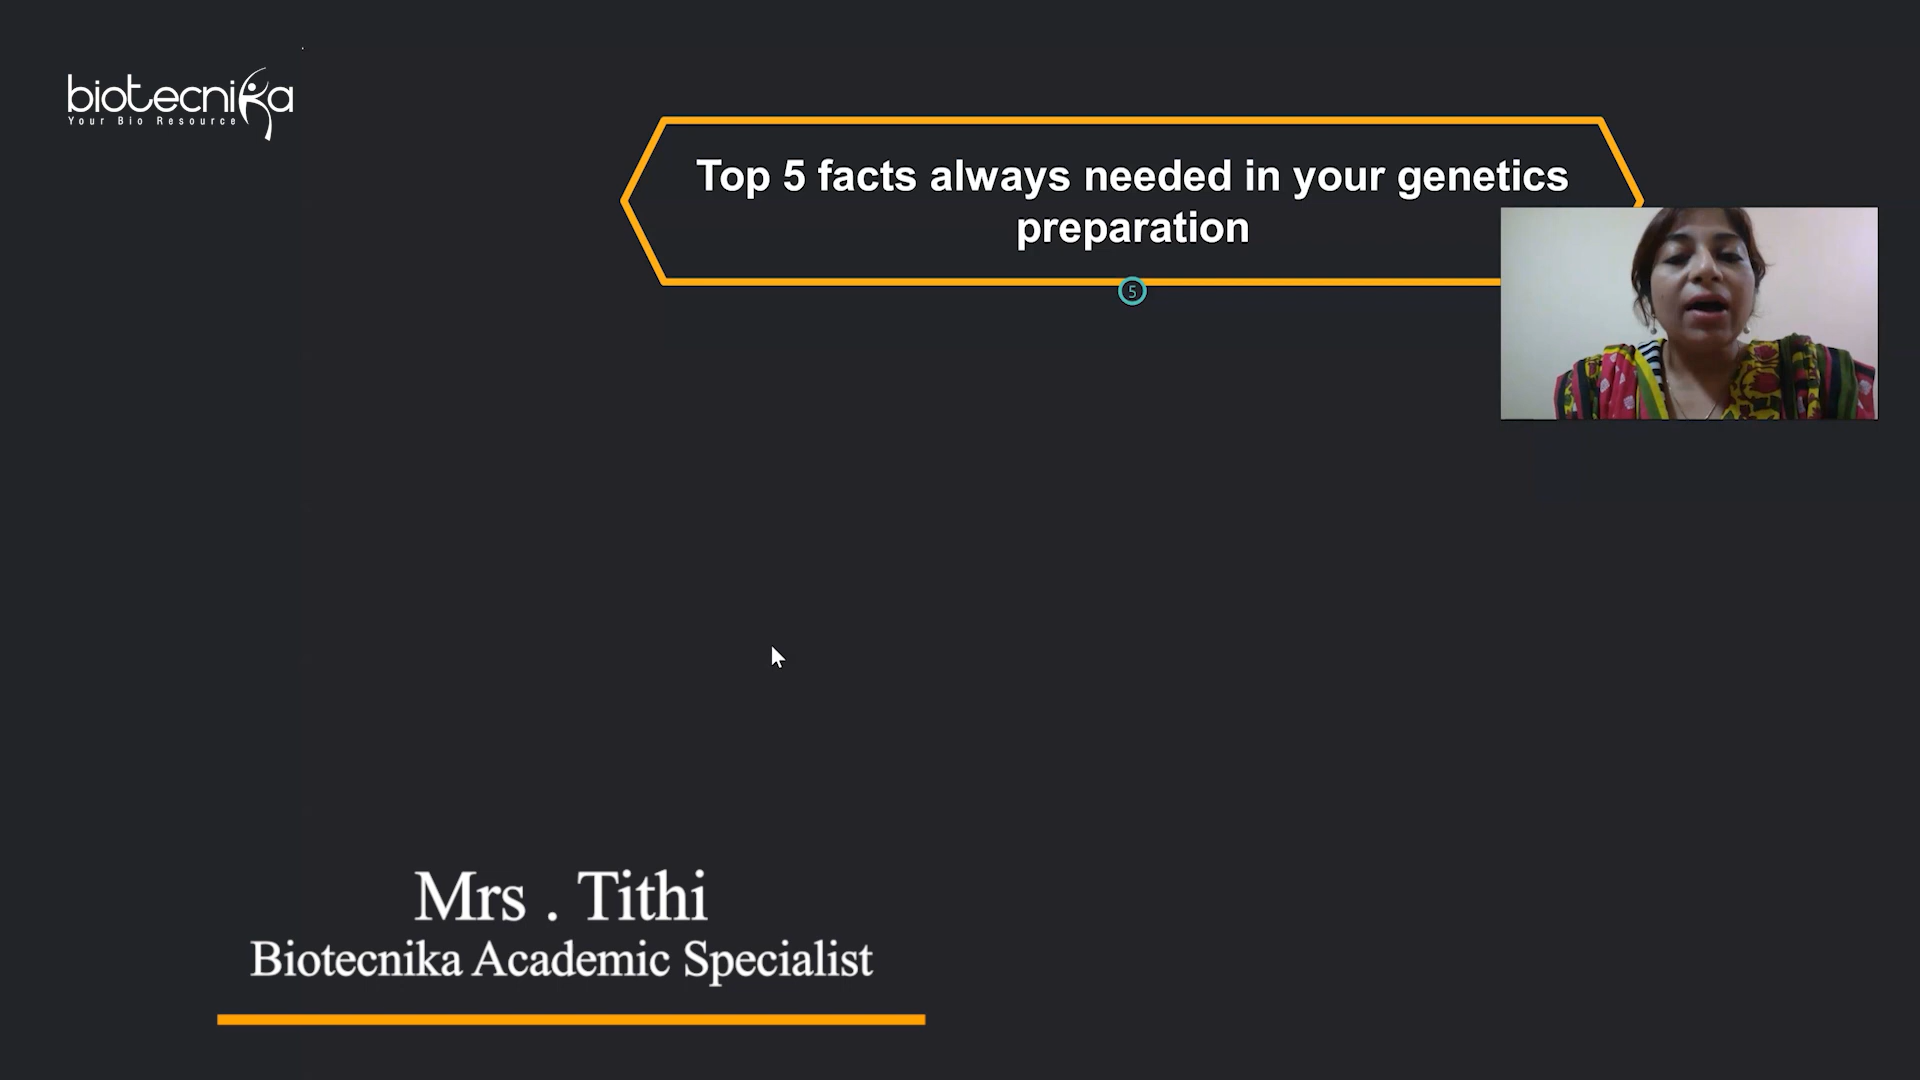 biotecnika
Your Bio Resource
Top 5 facts always needed in your genetics
preparation
5
Mrs . Tithi
Biotecnika Academic Specialist